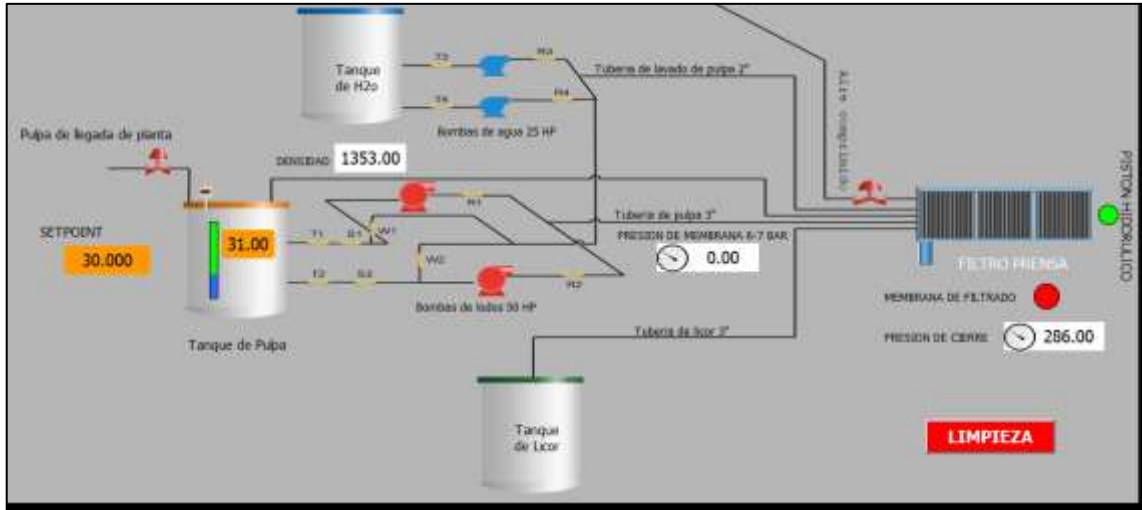 Tanque
de H2o
T3
R3
T4
R4
Bombas de agua 25 HP
Tuberia de lavado de pulpa 2"
Aire comprimido
Pulpa de llegada de planta
DENSIDAD
1353.00
SETPOINT
30.000
31.00
T1
S1
W1
R1
T2
S2
W2
R2
Bombas de lodos 50 HP
Tanque de Pulpa
Tuberia de pulpa 3"
PRESION DE MEMBRANA 6-7 BAR
0.00
PISTON HIDDRULICO
FILTRO PRENSA
MEMBRANA DE FILTRADO
PRESION DE CIERRE
286.00
Tuberia de licor 3"
Tanque
de Licor
LIMPIEZA